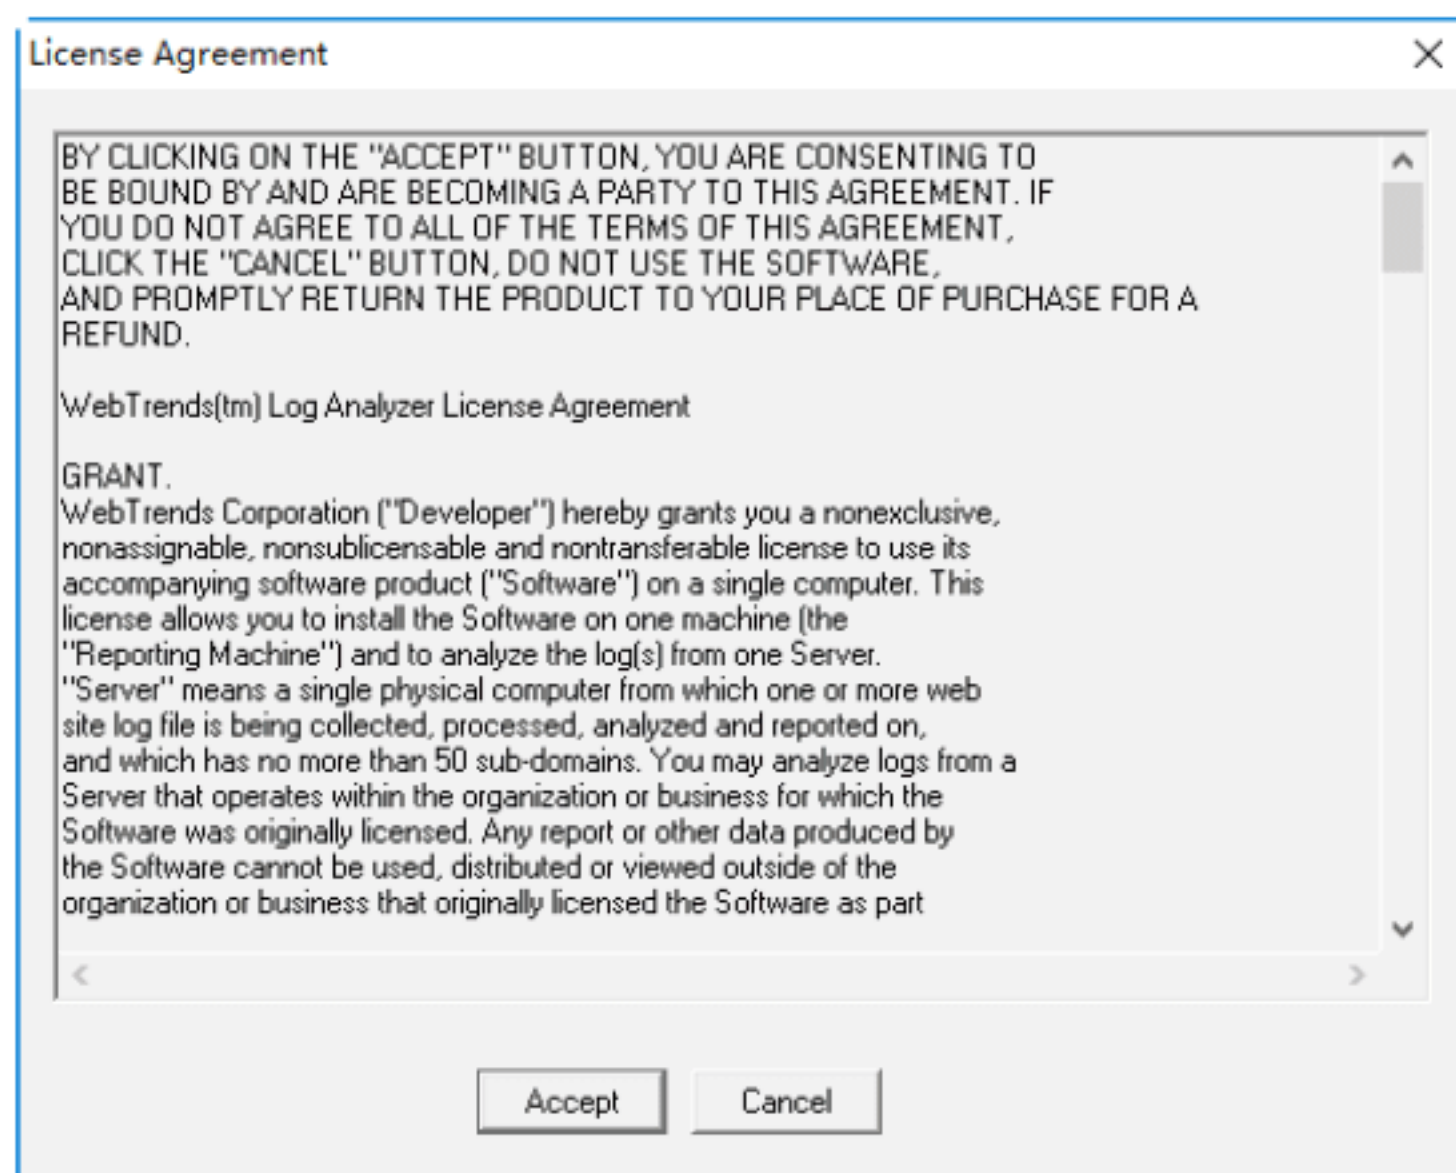 License Agreement
BY CLICKING ON THE "ACCEPT" BUTTON, YOU ARE CONSENTING TO
BE BOUND BY AND ARE BECOMING A PARTY TO THIS AGREEMENT. IF
YOU DO NOT AGREE TO ALL OF THE TERMS OF THIS AGREEMENT,
CLICK THE "CANCEL" BUTTON, DO NOT USE THE SOFTWARE,
AND PROMPTLY RETURN THE PRODUCT TO YOUR PLACE OF PURCHASE FOR A
REFUND.
WebTrends(tm) Log Analyzer License Agreement
GRANT.
WebTrends Corporation ("Developer") hereby grants you a nonexclusive,
nonassignable, nonsublicensable and nontransferable license to use its
accompanying software product ("Software") on a single computer. This
license allows you to install the Software on one machine (the
"Reporting Machine") and to analyze the log(s) from one Server.
"Server" means a single physical computer from which one or more web
site log file is being collected, processed, analyzed and reported on,
and which has no more than 50 sub-domains. You may analyze logs from a
Server that operates within the organization or business for which the
Software was originally licensed. Any report or other data produced by
the Software cannot be used, distributed or viewed outside of the
organization or business that originally licensed the Software as part
Accept
Cancel